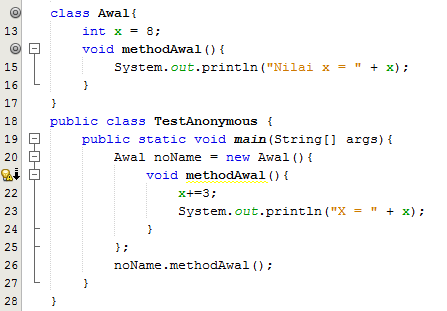 class Awal{
13 int x = 8;
void methodAwal(){
15 System.out.println("Nilai x = " + x);
16 }
17 }
18 public class TestAnonymous {
19 public static void main(String[] args){
20 Awal noName = new Awal(){
void methodAwal(){
22 x+=3;
23 System.out.println("X = " + x);
24 }
25 };
26 noName.methodAwal();
27 }
28 }